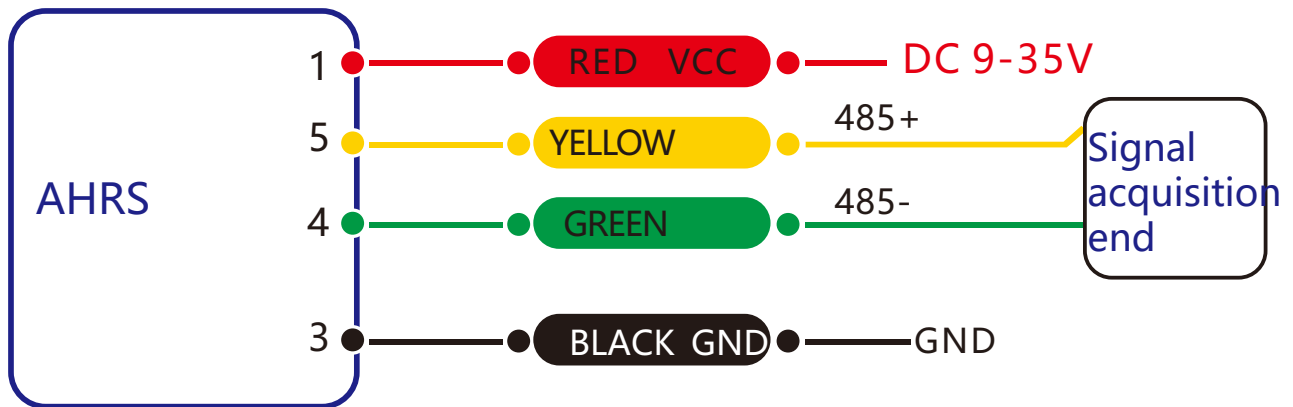 1
RED VCC
DC 9-35V
5
YELLOW
485+
Signal
acquisition
end
AHRS
4
GREEN
485-
3
BLACK GND
GND